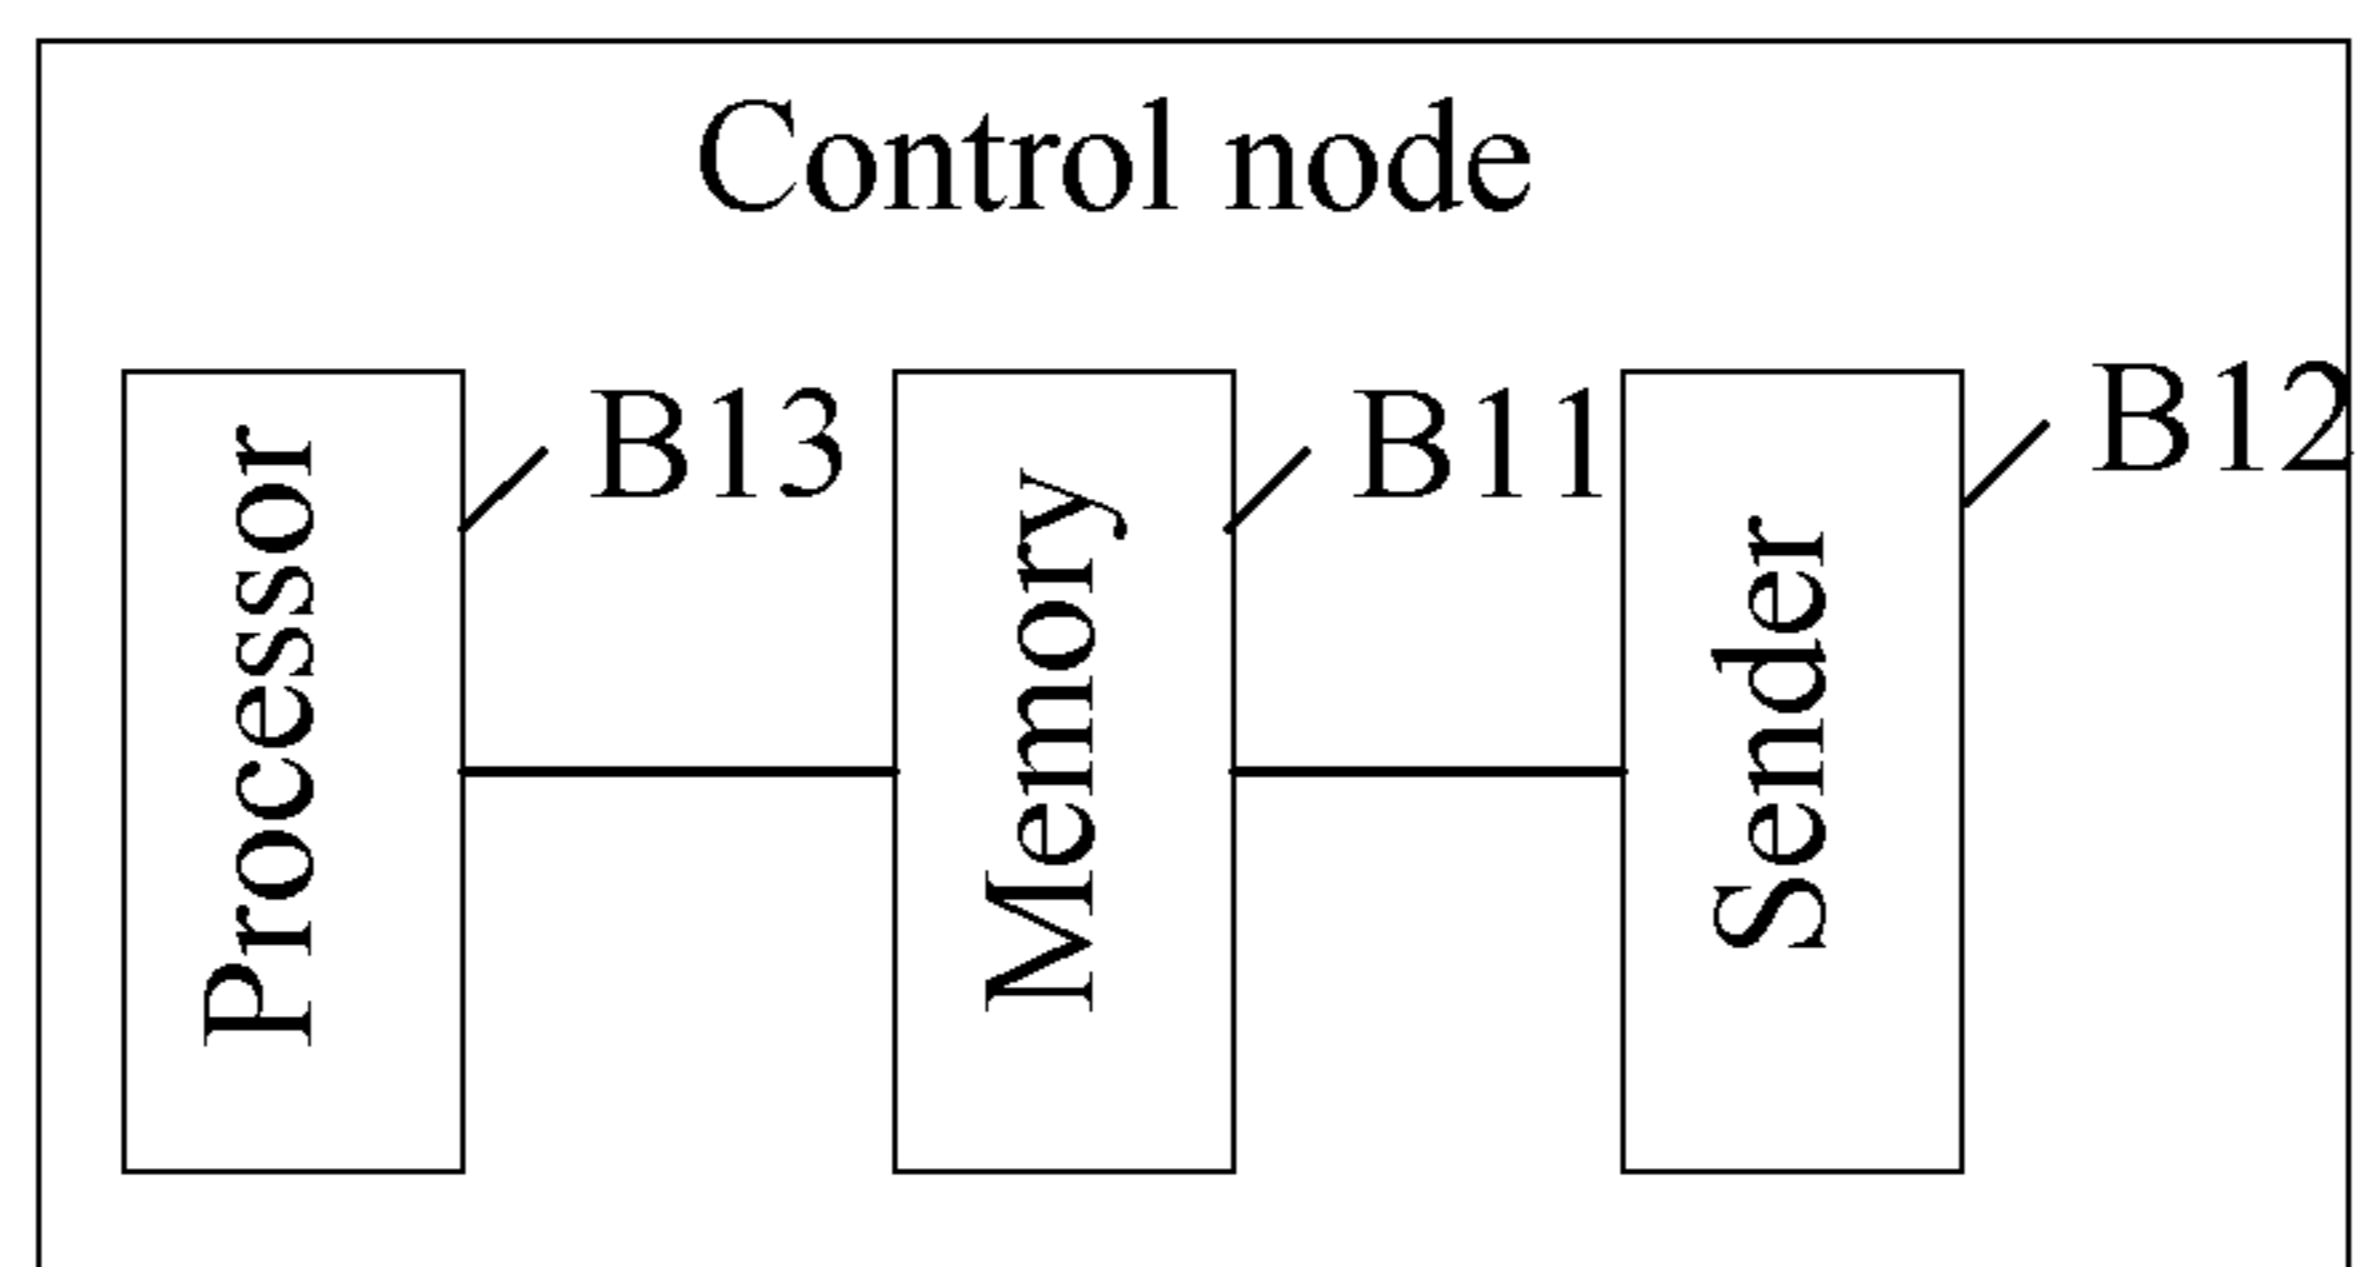 Control node
Processor
B13
Memory
B11
Sender
B12